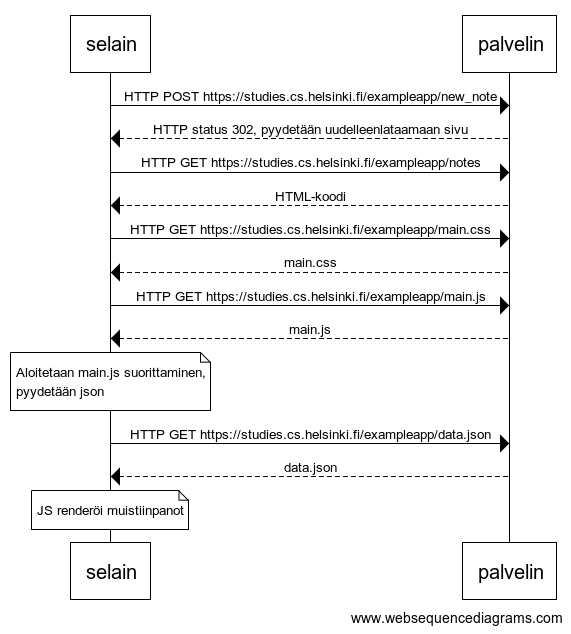 selain
palvelin
HTTP POST https://studies.cs.helsinki.fi/exampleapp/new_note
HTTP status 302, pyydetään uudelleenlataamaan sivu
HTTP GET https://studies.cs.helsinki.fi/exampleapp/notes
HTML-koodi
HTTP GET https://studies.cs.helsinki.fi/exampleapp/main.css
main.css
HTTP GET https://studies.cs.helsinki.fi/exampleapp/main.js
main.js
Aloitetaan main.js suorittaminen,
pyydetään json
HTTP GET https://studies.cs.helsinki.fi/exampleapp/data.json
data.json
JS renderöi muistiinpanot
selain
palvelin
www.websequencediagrams.com